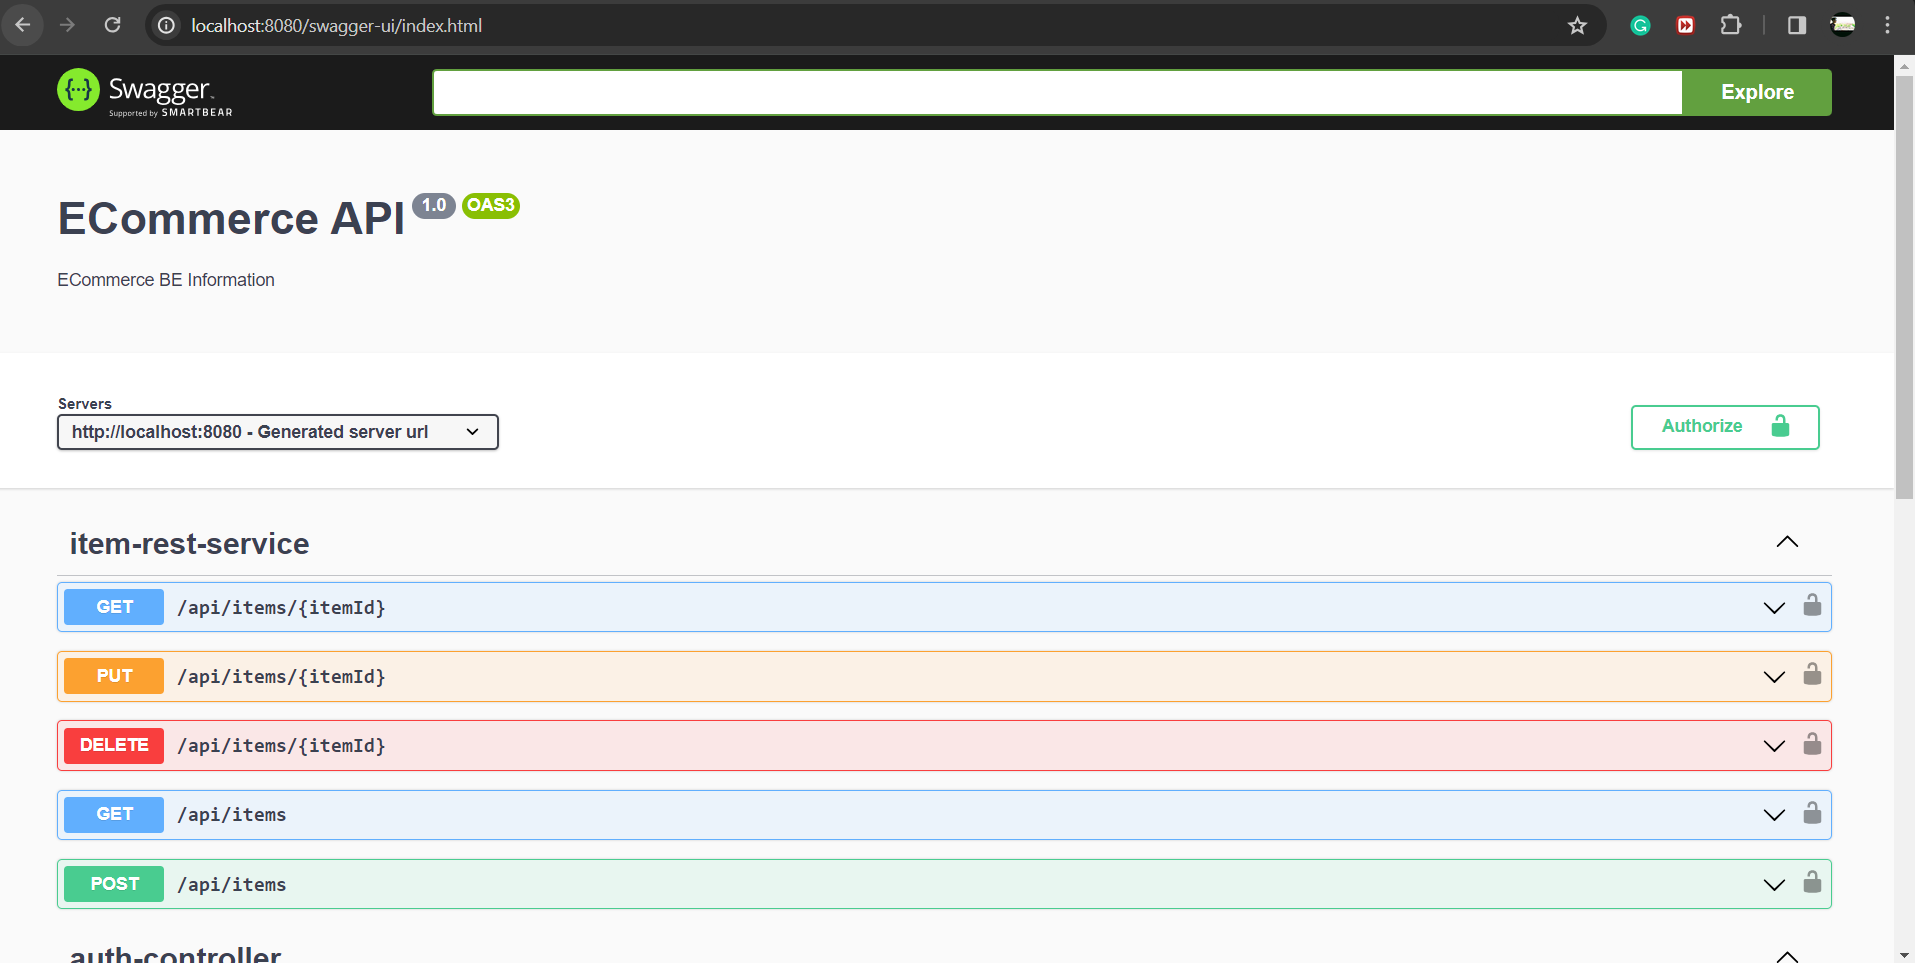 localhost:8080/swagger-ui/index.html
{···} Swagger™
Supported by SMARTBEAR
Explore
ECommerce API 1.0 OAS3
ECommerce BE Information
Servers
http://localhost:8080 - Generated server url
Authorize
item-rest-service
GET /api/items/{itemId}
PUT /api/items/{itemId}
DELETE /api/items/{itemId}
GET /api/items
POST /api/items
auth-controller